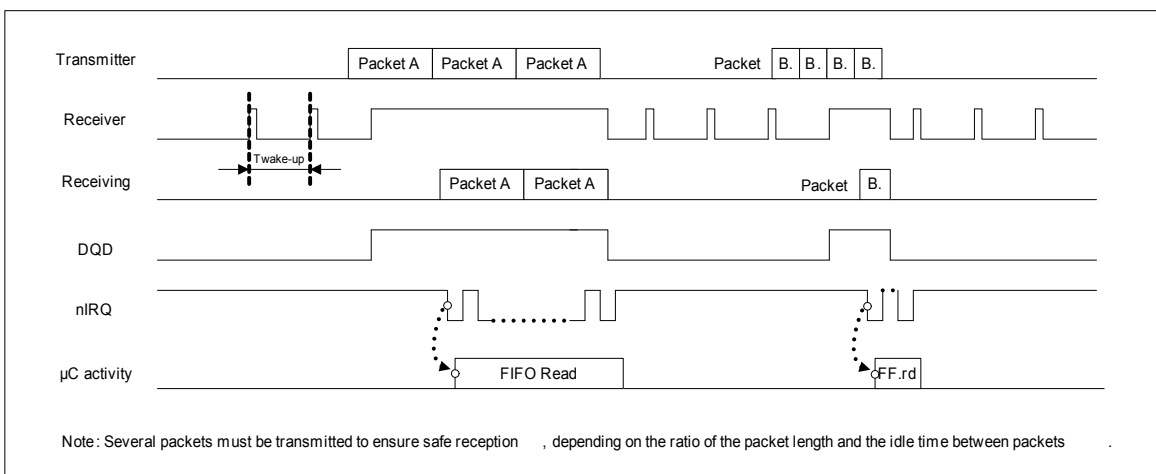 Transmitter
Packet A Packet A Packet A
Packet B. B. B. B.
Receiver
Twake-up
Receiving
Packet A Packet A
Packet B.
DQD
nIRQ
µC activity
FIFO Read
FF.rd
Note: Several packets must be transmitted to ensure safe reception , depending on the ratio of the packet length and the idle time between packets .